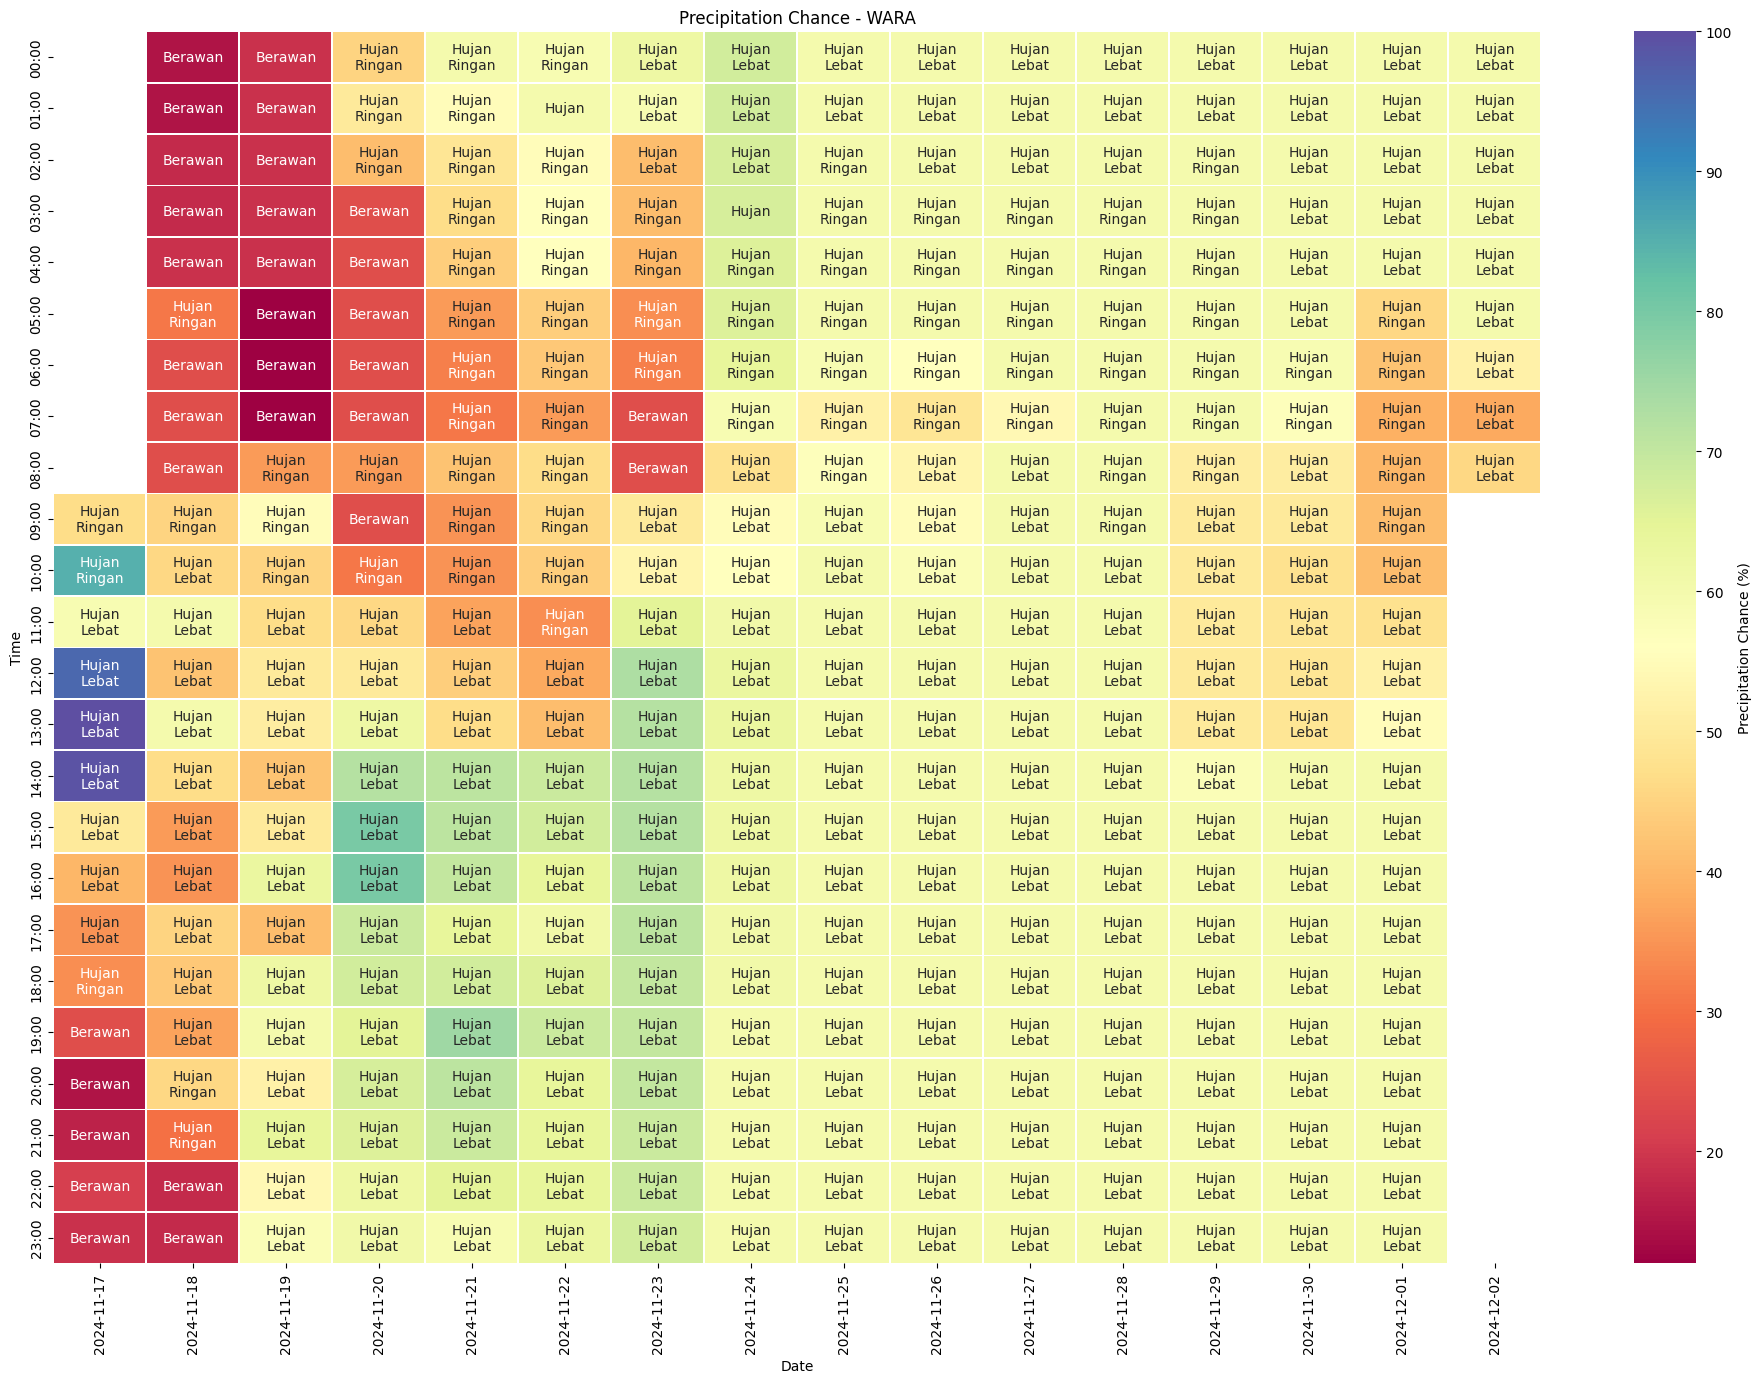 Precipitation Chance - WARA
00:00 Berawan Berawan Hujan Ringan Hujan Ringan Hujan Ringan Hujan Lebat Hujan Lebat Hujan Lebat Hujan Lebat Hujan Lebat Hujan Lebat Hujan Lebat Hujan Lebat Hujan Lebat Hujan Lebat
01:00 Berawan Berawan Hujan Ringan Hujan Ringan Hujan Hujan Lebat Hujan Lebat Hujan Lebat Hujan Lebat Hujan Lebat Hujan Lebat Hujan Lebat Hujan Lebat Hujan Lebat Hujan Lebat
02:00 Berawan Berawan Hujan Ringan Hujan Ringan Hujan Ringan Hujan Lebat Hujan Lebat Hujan Ringan Hujan Lebat Hujan Lebat Hujan Lebat Hujan Ringan Hujan Lebat Hujan Lebat Hujan Lebat
03:00 Berawan Berawan Berawan Hujan Ringan Hujan Ringan Hujan Ringan Hujan Hujan Ringan Hujan Ringan Hujan Ringan Hujan Ringan Hujan Ringan Hujan Lebat Hujan Lebat Hujan Lebat
04:00 Berawan Berawan Berawan Hujan Ringan Hujan Ringan Hujan Ringan Hujan Ringan Hujan Ringan Hujan Ringan Hujan Ringan Hujan Ringan Hujan Ringan Hujan Lebat Hujan Lebat Hujan Lebat
05:00 Hujan Ringan Berawan Berawan Hujan Ringan Hujan Ringan Hujan Ringan Hujan Ringan Hujan Ringan Hujan Ringan Hujan Ringan Hujan Ringan Hujan Ringan Hujan Lebat Hujan Ringan Hujan Lebat
06:00 Berawan Berawan Berawan Hujan Ringan Hujan Ringan Hujan Ringan Hujan Ringan Hujan Ringan Hujan Ringan Hujan Ringan Hujan Ringan Hujan Ringan Hujan Ringan Hujan Ringan Hujan Lebat
07:00 Berawan Berawan Berawan Hujan Ringan Hujan Ringan Berawan Hujan Ringan Hujan Ringan Hujan Ringan Hujan Ringan Hujan Ringan Hujan Ringan Hujan Ringan Hujan Ringan Hujan Lebat
08:00 Berawan Hujan Ringan Hujan Ringan Hujan Ringan Hujan Ringan Berawan Hujan Lebat Hujan Ringan Hujan Lebat Hujan Lebat Hujan Ringan Hujan Ringan Hujan Lebat Hujan Ringan Hujan Lebat
09:00 Hujan Ringan Hujan Ringan Hujan Ringan Berawan Hujan Ringan Hujan Ringan Hujan Lebat Hujan Lebat Hujan Lebat Hujan Lebat Hujan Lebat Hujan Ringan Hujan Lebat Hujan Lebat Hujan Ringan
10:00 Hujan Ringan Hujan Lebat Hujan Ringan Hujan Ringan Hujan Ringan Hujan Ringan Hujan Lebat Hujan Lebat Hujan Lebat Hujan Lebat Hujan Lebat Hujan Lebat Hujan Lebat Hujan Lebat Hujan Lebat
11:00 Hujan Lebat Hujan Lebat Hujan Lebat Hujan Lebat Hujan Lebat Hujan Ringan Hujan Lebat Hujan Lebat Hujan Lebat Hujan Lebat Hujan Lebat Hujan Lebat Hujan Lebat Hujan Lebat Hujan Lebat
12:00 Hujan Lebat Hujan Lebat Hujan Lebat Hujan Lebat Hujan Lebat Hujan Lebat Hujan Lebat Hujan Lebat Hujan Lebat Hujan Lebat Hujan Lebat Hujan Lebat Hujan Lebat Hujan Lebat Hujan Lebat
13:00 Hujan Lebat Hujan Lebat Hujan Lebat Hujan Lebat Hujan Lebat Hujan Lebat Hujan Lebat Hujan Lebat Hujan Lebat Hujan Lebat Hujan Lebat Hujan Lebat Hujan Lebat Hujan Lebat Hujan Lebat
14:00 Hujan Lebat Hujan Lebat Hujan Lebat Hujan Lebat Hujan Lebat Hujan Lebat Hujan Lebat Hujan Lebat Hujan Lebat Hujan Lebat Hujan Lebat Hujan Lebat Hujan Lebat Hujan Lebat Hujan Lebat
15:00 Hujan Lebat Hujan Lebat Hujan Lebat Hujan Lebat Hujan Lebat Hujan Lebat Hujan Lebat Hujan Lebat Hujan Lebat Hujan Lebat Hujan Lebat Hujan Lebat Hujan Lebat Hujan Lebat Hujan Lebat
16:00 Hujan Lebat Hujan Lebat Hujan Lebat Hujan Lebat Hujan Lebat Hujan Lebat Hujan Lebat Hujan Lebat Hujan Lebat Hujan Lebat Hujan Lebat Hujan Lebat Hujan Lebat Hujan Lebat Hujan Lebat
17:00 Hujan Lebat Hujan Lebat Hujan Lebat Hujan Lebat Hujan Lebat Hujan Lebat Hujan Lebat Hujan Lebat Hujan Lebat Hujan Lebat Hujan Lebat Hujan Lebat Hujan Lebat Hujan Lebat Hujan Lebat
18:00 Hujan Ringan Hujan Lebat Hujan Lebat Hujan Lebat Hujan Lebat Hujan Lebat Hujan Lebat Hujan Lebat Hujan Lebat Hujan Lebat Hujan Lebat Hujan Lebat Hujan Lebat Hujan Lebat Hujan Lebat
19:00 Berawan Hujan Lebat Hujan Lebat Hujan Lebat Hujan Lebat Hujan Lebat Hujan Lebat Hujan Lebat Hujan Lebat Hujan Lebat Hujan Lebat Hujan Lebat Hujan Lebat Hujan Lebat Hujan Lebat
20:00 Berawan Hujan Ringan Hujan Lebat Hujan Lebat Hujan Lebat Hujan Lebat Hujan Lebat Hujan Lebat Hujan Lebat Hujan Lebat Hujan Lebat Hujan Lebat Hujan Lebat Hujan Lebat Hujan Lebat
21:00 Berawan Hujan Ringan Hujan Lebat Hujan Lebat Hujan Lebat Hujan Lebat Hujan Lebat Hujan Lebat Hujan Lebat Hujan Lebat Hujan Lebat Hujan Lebat Hujan Lebat Hujan Lebat Hujan Lebat
22:00 Berawan Berawan Hujan Lebat Hujan Lebat Hujan Lebat Hujan Lebat Hujan Lebat Hujan Lebat Hujan Lebat Hujan Lebat Hujan Lebat Hujan Lebat Hujan Lebat Hujan Lebat Hujan Lebat
23:00 Berawan Berawan Hujan Lebat Hujan Lebat Hujan Lebat Hujan Lebat Hujan Lebat Hujan Lebat Hujan Lebat Hujan Lebat Hujan Lebat Hujan Lebat Hujan Lebat Hujan Lebat Hujan Lebat
Time
2024-11-17
2024-11-18
2024-11-19
2024-11-20
2024-11-21
2024-11-22
2024-11-23
2024-11-24
2024-11-25
2024-11-26
2024-11-27
2024-11-28
2024-11-29
2024-11-30
2024-12-01
2024-12-02
Date
100
90
80
70
60
50
40
30
20
Precipitation Chance (%)